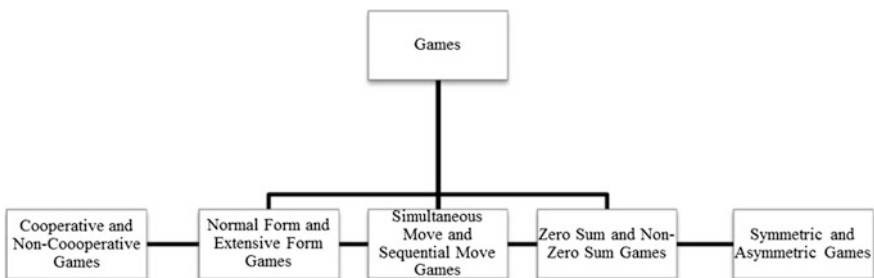 Games
Cooperative and
Non-Coooperative
Games
Normal Form and
Extensive Form
Games
Simultaneous
Move and
Sequential Move
Games
Zero Sum and Non-
Zero Sum Games
Symmetric and
Asymmetric Games